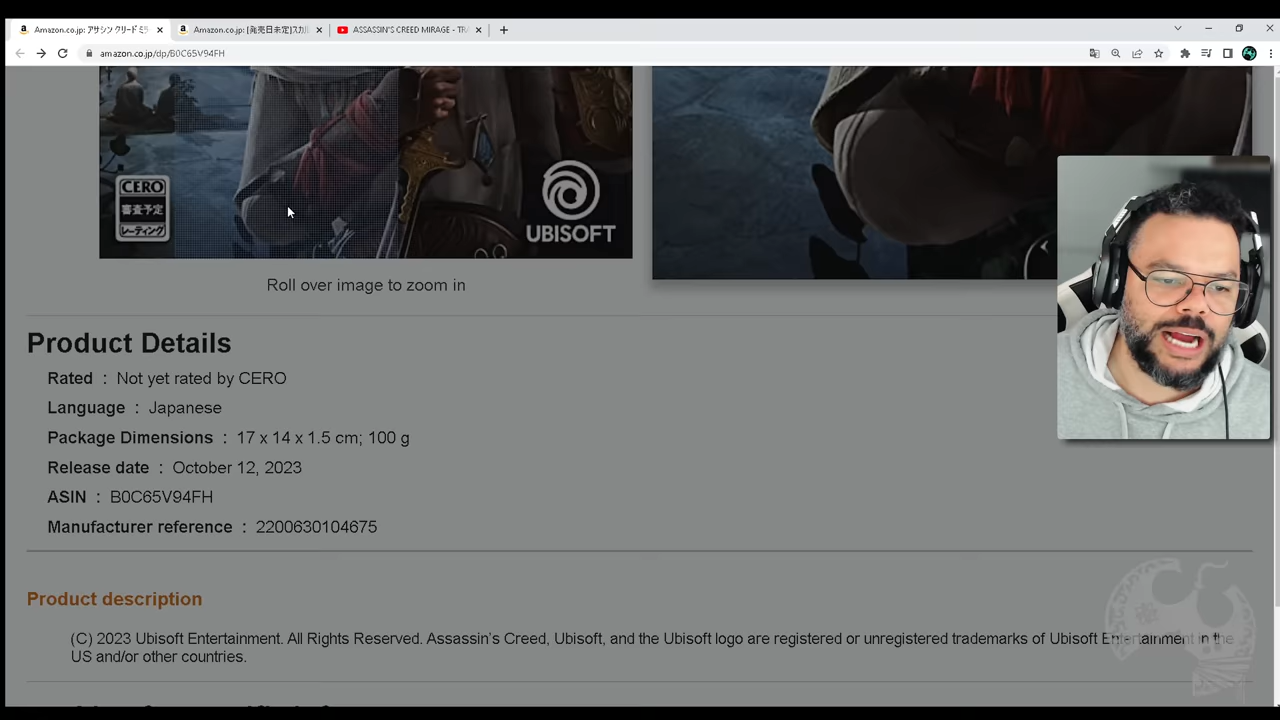 Amazon.co.jp: アサシン クリード ミラ
Amazon.co.jp: [発売日未定]スカル
ASSASSIN'S CREED MIRAGE - TR
amazon.co.jp/dp/B0C65V94FH
CERO
審査予定
レーティング
UBISOFT
Roll over image to zoom in
Product Details
Rated : Not yet rated by CERO
Language : Japanese
Package Dimensions : 17 x 14 x 1.5 cm; 100 g
Release date : October 12, 2023
ASIN : B0C65V94FH
Manufacturer reference : 2200630104675
Product description
(C) 2023 Ubisoft Entertainment. All Rights Reserved. Assassin's Creed, Ubisoft, and the Ubisoft logo are registered or unregistered trademarks of Ubisoft Entertainment in the
US and/or other countries.